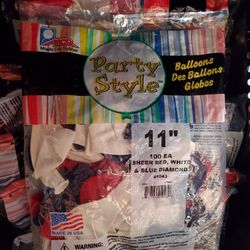 Party
Style
Balloons
Des Ballons
Globos
11"
100 EA
SHEER RED, WHITE
& BLUE DIAMOND
MADE IN USA
WARNING: